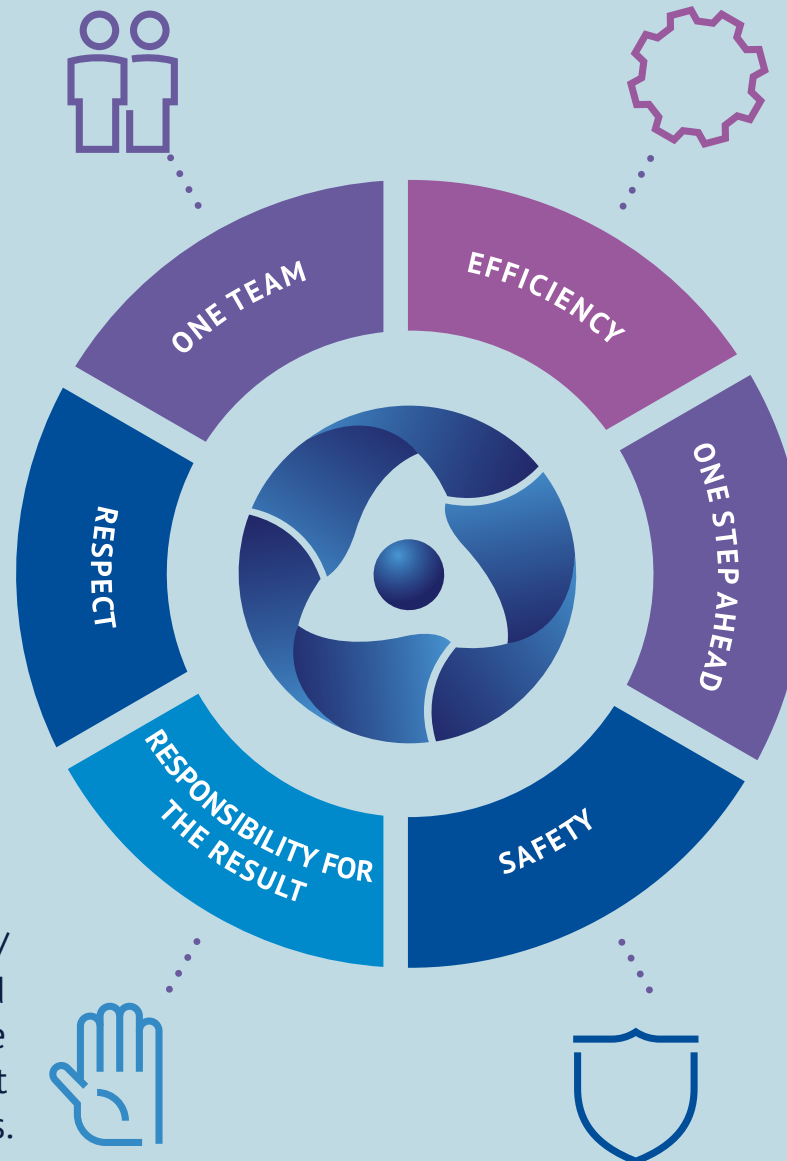 ONE TEAM
EFFICIENCY
ONE STEP AHEAD
RESPECT
RESPONSIBILITY FOR
THE RESULT
SAFETY